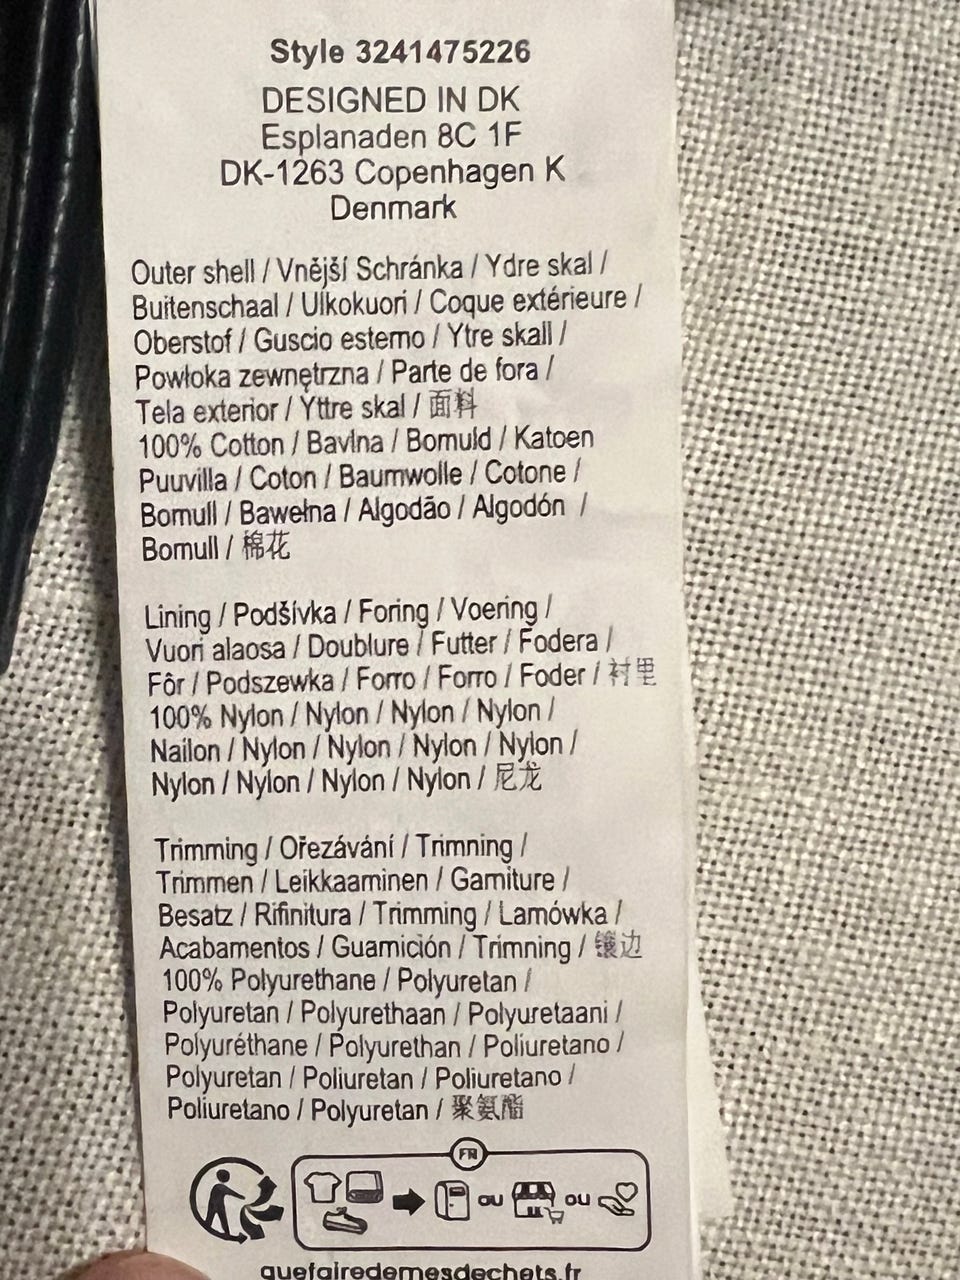 Style 3241475226
DESIGNED IN DK
Esplanaden 8C 1F
DK-1263 Copenhagen K
Denmark
Outer shell / Vnější Schránka / Ydre skal /
Buitenschaal / Ulkokuori / Coque extérieure /
Oberstof / Guscio esterno / Ytre skall /
Powłoka zewnętrzna / Parte de fora /
Tela exterior / Yttre skal / 面料
100% Cotton / Bavlna / Bomuld / Katoen
Puuvilla / Coton / Baumwolle / Cotone /
Bomull / Bawełna / Algodão / Algodón /
Bomull / 棉花
Lining / Podšívka / Foring / Voering /
Vuori alaosa / Doublure / Futter / Fodera /
Fôr / Podszewka / Forro / Forro / Foder / 衬里
100% Nylon / Nylon / Nylon / Nylon /
Nailon / Nylon / Nylon / Nylon / Nylon /
Nylon / Nylon / Nylon / Nylon / 尼龙
Trimming / Ořezávání / Trimning /
Trimmen / Leikkaaminen / Garniture /
Besatz / Rifinitura / Trimming / Lamówka /
Acabamentos / Guarnición / Trimning / 镶边
100% Polyurethane / Polyuretan /
Polyuretan / Polyurethaan / Polyuretaani /
Polyuréthane / Polyurethan / Poliuretano /
Polyuretan / Poliuretan / Poliuretano /
Poliuretano / Polyuretan / 聚氨酯
FR
ou ou
quefairedemesdechets.fr